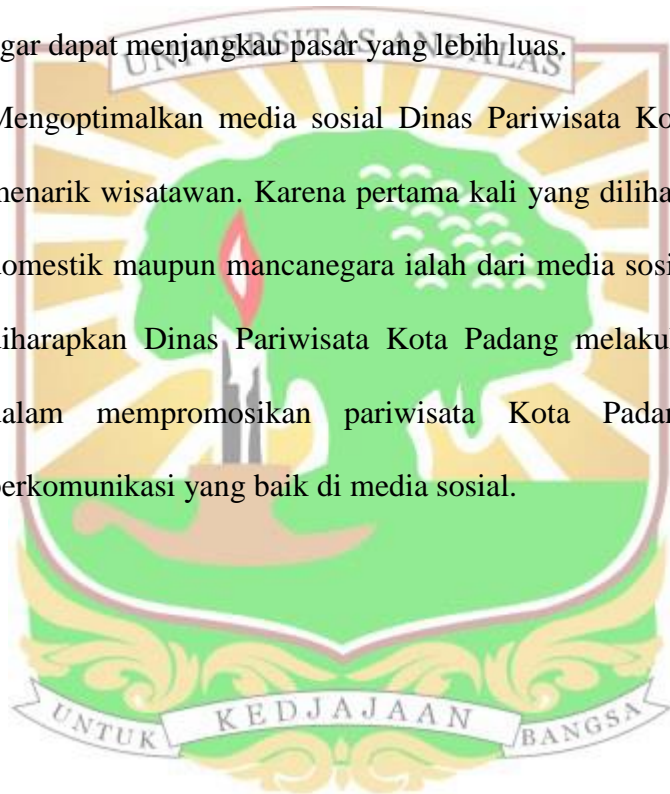 gar dapat menjangkau pasar yang lebih luas.
UNIVERSITAS ANDALAS
Mengoptimalkan media sosial Dinas Pariwisata Ko
menarik wisatawan. Karena pertama kali yang diliha
domestik maupun mancanegara ialah dari media sosi
diharapkan Dinas Pariwisata Kota Padang melaku
dalam mempromosikan pariwisata Kota Padan
berkomunikasi yang baik di media sosial.
UNTUK KEDJAJAAN BANGSA